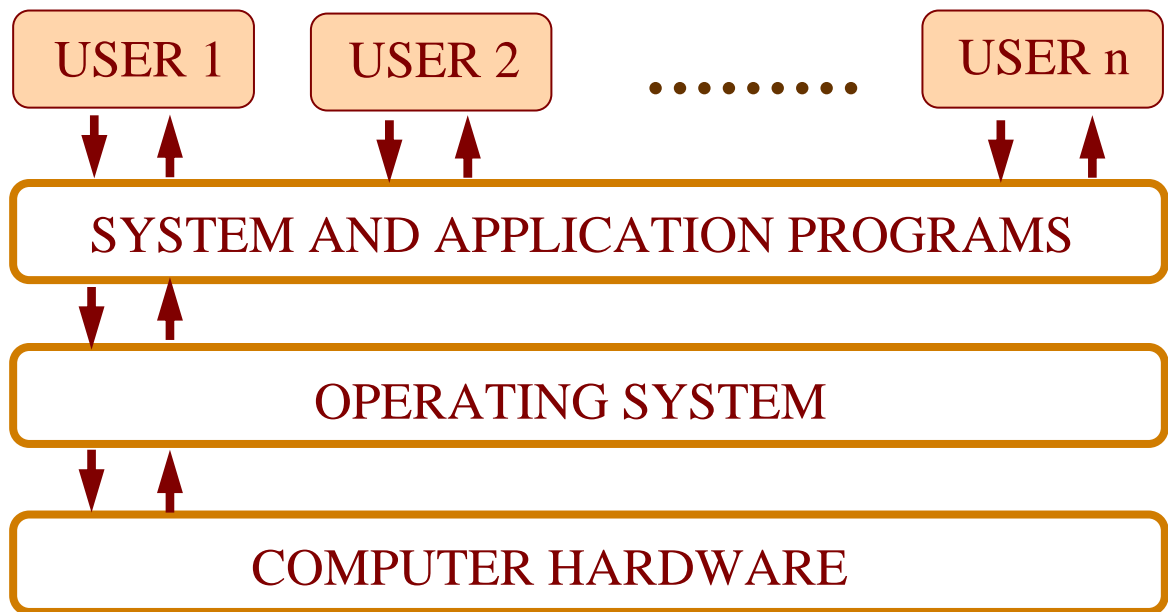 USER 1
USER 2
USER n
SYSTEM AND APPLICATION PROGRAMS
OPERATING SYSTEM
COMPUTER HARDWARE